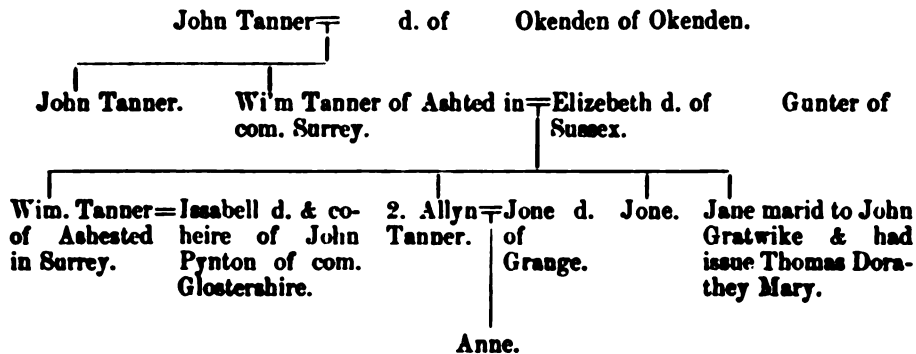 John Tanner= d. of Okenden of Okenden.
John Tanner. Wi'm Tanner of Ashted in=Elizebeth d. of Gunter of
com. Surrey. Sussex.
Wim. Tanner=Issabell d. & co- 2. Allyn=Jone d. Jone. Jane marid to John
of Ashested heire of John Tanner. of Gratwike & had
in Surrey. Pynton of com. Grange. issue Thomas Dora-
Glostershire. they Mary.
Anne.